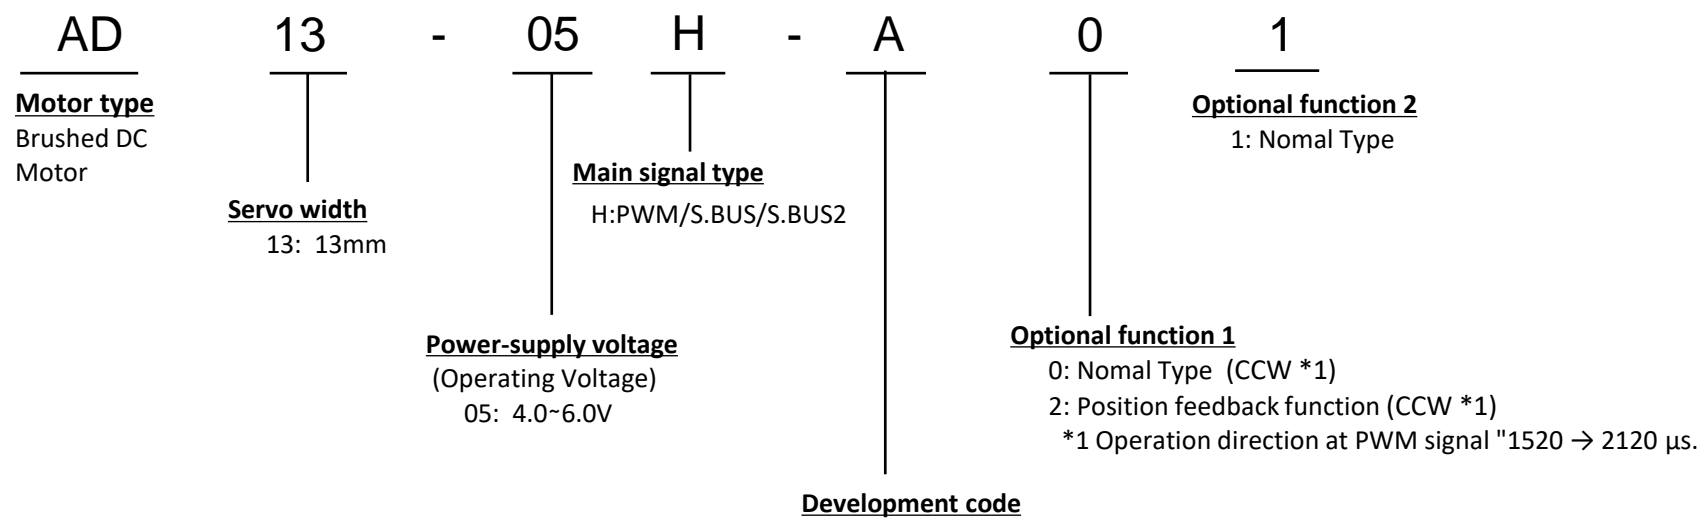 AD 13 - 05 H - A 0 1
Motor type
Brushed DC
Motor
Servo width
13: 13mm
Power-supply voltage
(Operating Voltage)
05: 4.0~6.0V
Main signal type
H:PWM/S.BUS/S.BUS2
Development code
Optional function 1
0: Nomal Type (CCW *1)
2: Position feedback function (CCW *1)
*1 Operation direction at PWM signal "1520 → 2120 µs.
Optional function 2
1: Nomal Type